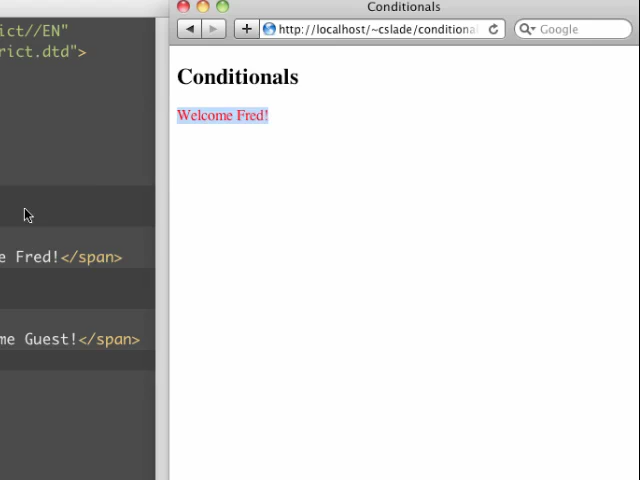 Conditionals
http://localhost/~cslade/conditiona
Google
ict//EN"
rict.dtd">
Conditionals
Welcome Fred!
e Fred!</span>
me Guest!</span>